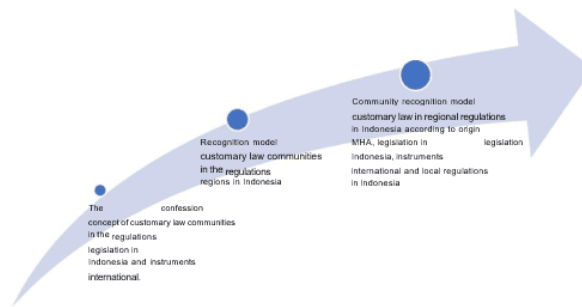 The confession
concept of customary law communities
in the regulations
legislation in
Indonesia and instruments
international.
Recognition model
customary law communities
in the regulations
regions in Indonesia
Community recognition model
customary law in regional regulations
in Indonesia according to origin
MHA, legislation in legislation
Indonesia, instruments
international and local regulations
in Indonesia